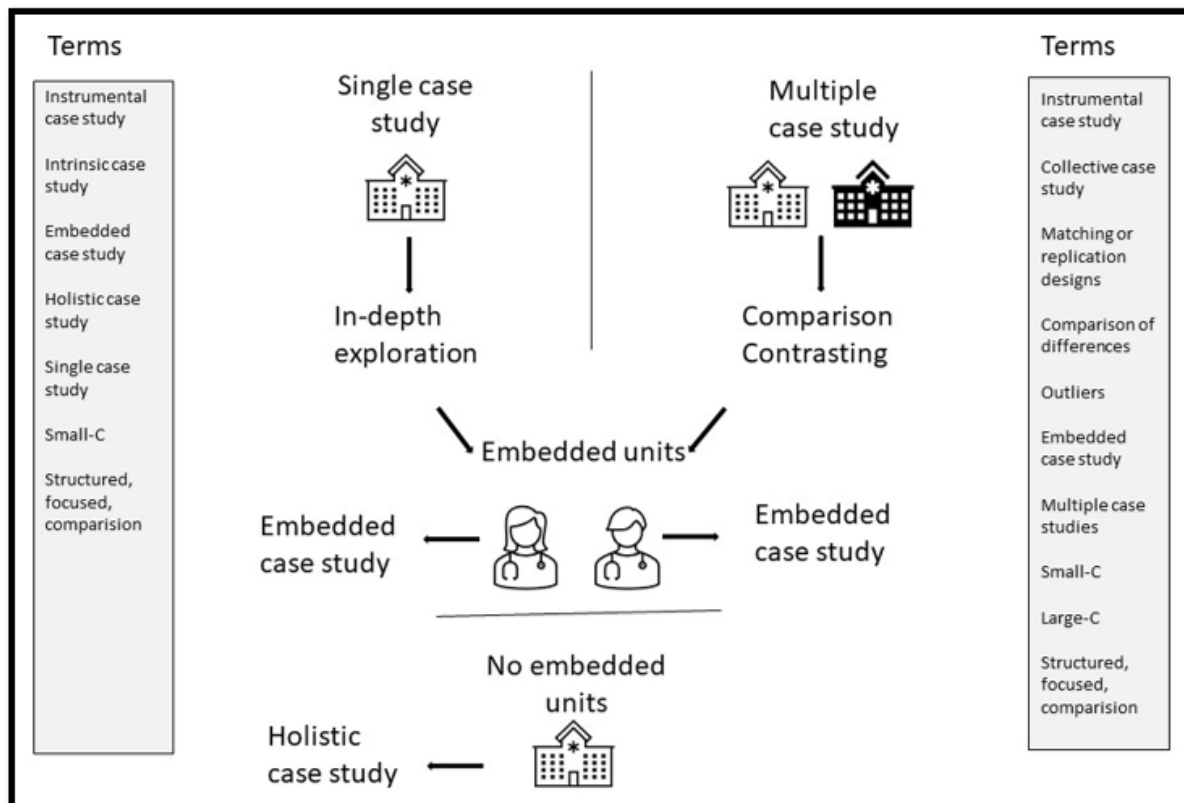 Terms
Instrumental
case study
Intrinsic case
study
Embedded
case study
Holistic case
study
Single case
study
Small-C
Structured,
focused,
comparision
Single case
study
In-depth
exploration
Multiple
case study
Comparison
Contrasting
Embedded units
Embedded
case study
Embedded
case study
No embedded
units
Holistic
case study
Terms
Instrumental
case study
Collective case
study
Matching or
replication
designs
Comparison of
differences
Outliers
Embedded
case study
Multiple case
studies
Small-C
Large-C
Structured,
focused,
comparision